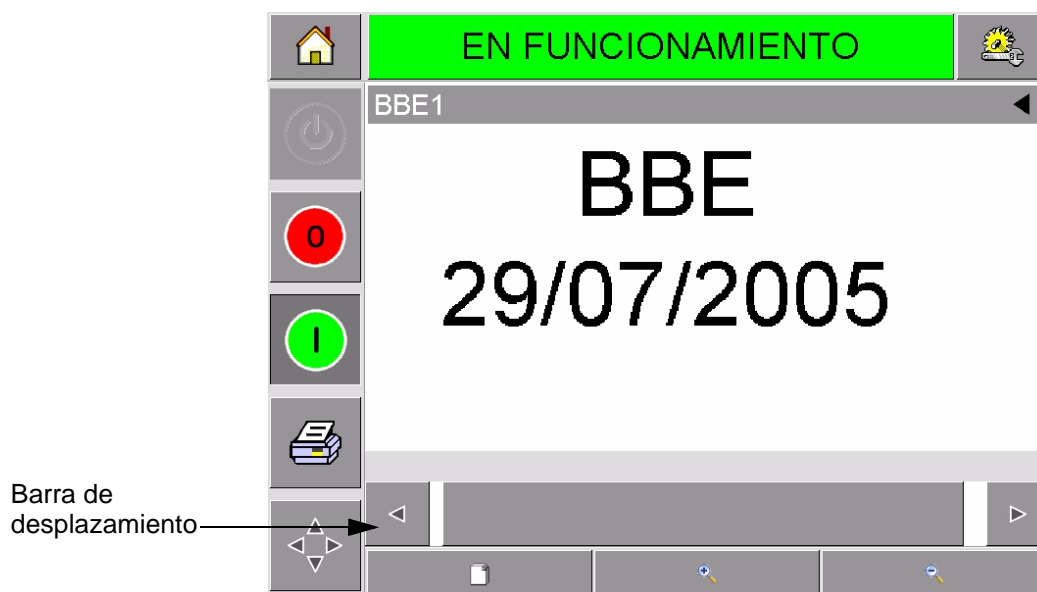 EN FUNCIONAMIENTO
BBE1
BBE
29/07/2005
0
I
Barra de
desplazamiento